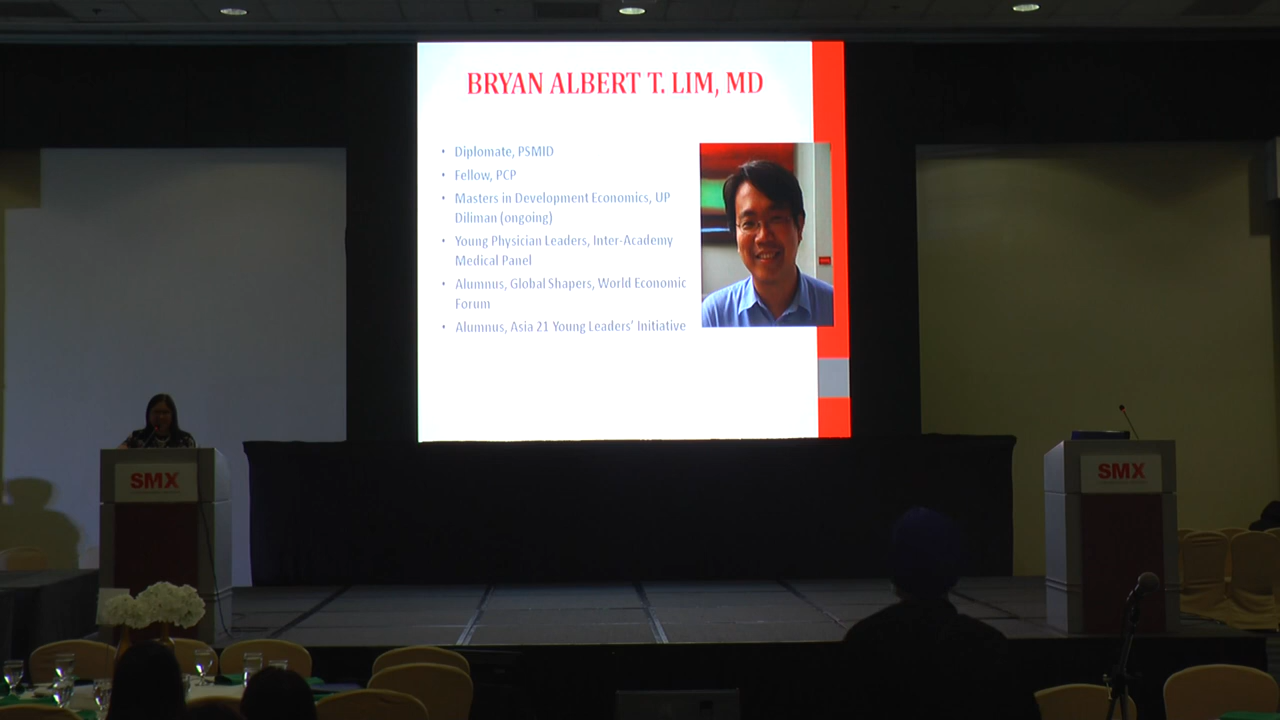 BRYAN ALBERT T. LIM, MD
• Diplomate, PSMID
• Fellow, PCP
• Masters in Development Economics, UP
Diliman (ongoing)
• Young Physician Leaders, Inter-Academy
Medical Panel
• Alumnus, Global Shapers, World Economic
Forum
• Alumnus, Asia 21 Young Leaders’ Initiative
SMX
SMX